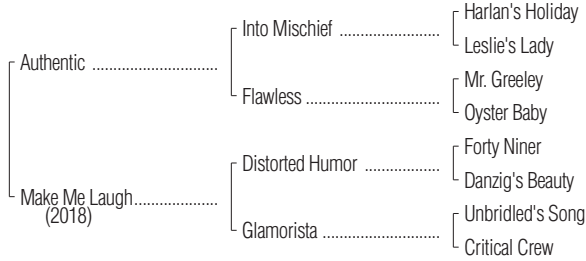 Harlan's Holiday
Into Mischief ....................
Leslie's Lady
Authentic .........................
Mr. Greeley
Flawless ...........................
Oyster Baby
Forty Niner
Distorted Humor ...............
Danzig's Beauty
Make Me Laugh.................
(2018)
Unbridled's Song
Glamorista .......................
Critical Crew